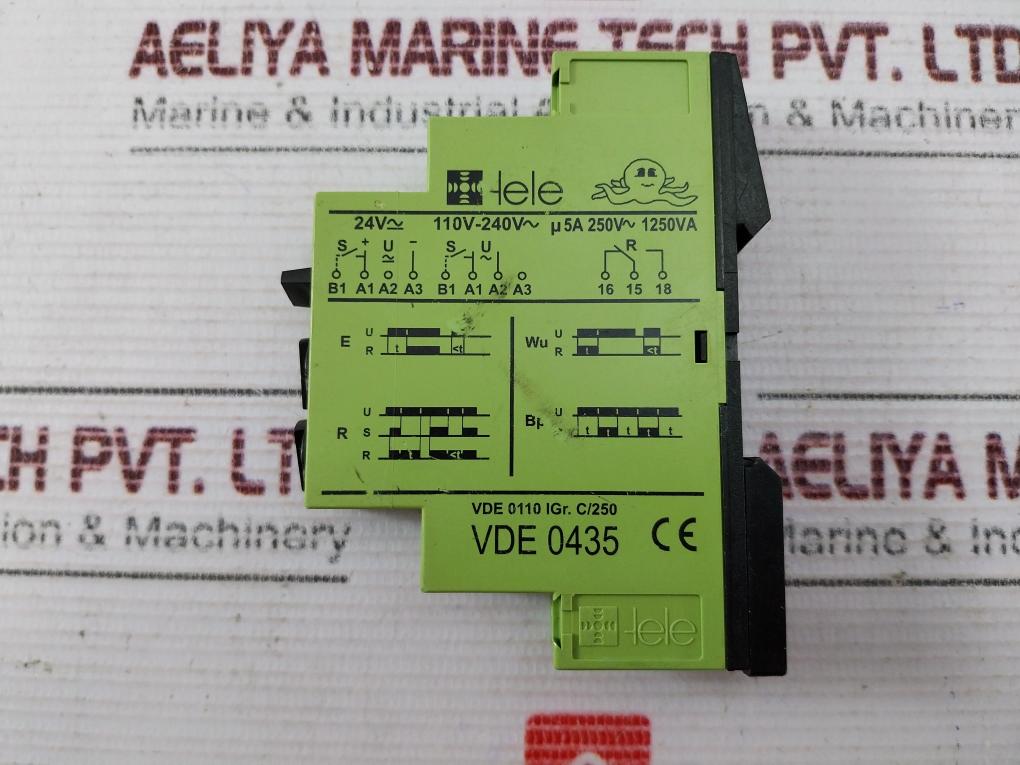 AELIYA MARINE TECH PVT. LTD
Marine & Industrial & Machinery
tele
24V≂ 110V-240V~ µ 5A 250V~ 1250VA
S + U − S U R
≂ ~
B1 A1 A2 A3 B1 A1 A2 A3 16 15 18
E U Wu U
R t <t R <t
U Bp U
R S t t t t t
R t <t
CH PVT. LT AELIYA MAR
ion & Machinery Marine & Ind
VDE 0110 IGr. C/250
VDE 0435 CE
tele